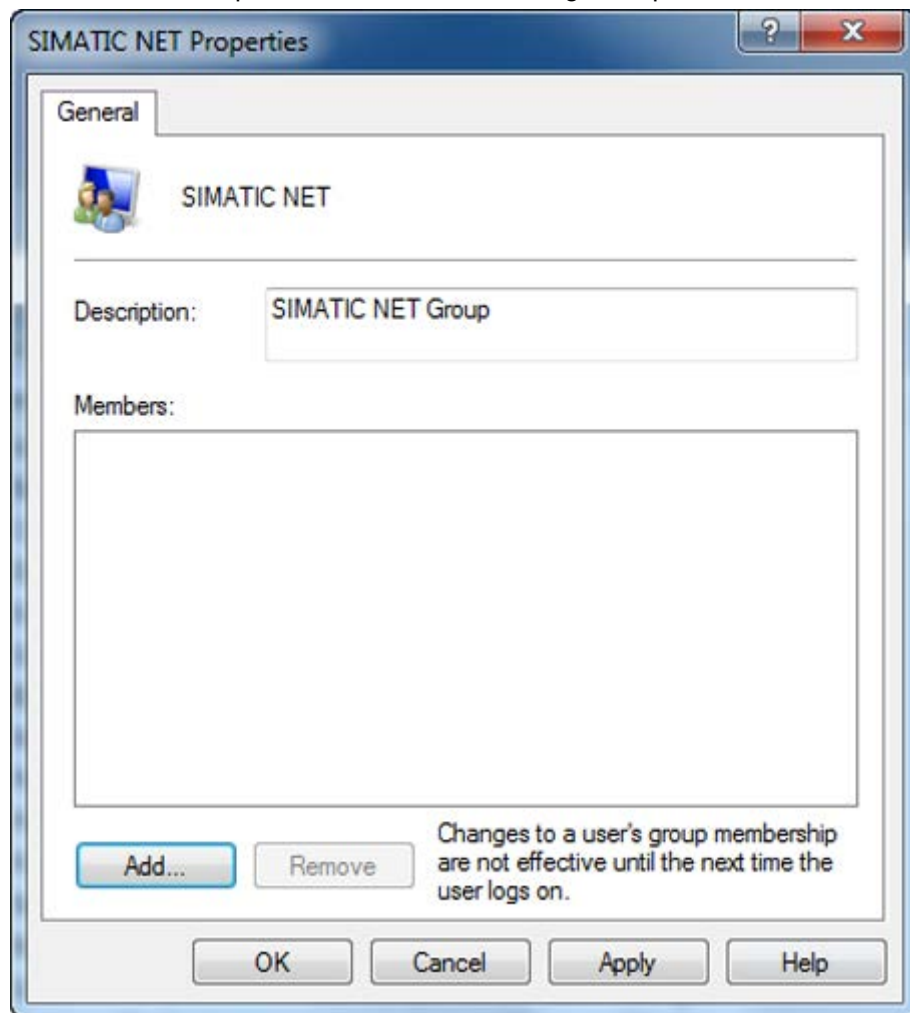 SIMATIC NET Properties
?
General
SIMATIC NET
Description:
SIMATIC NET Group
Members:
Changes to a user's group membership
are not effective until the next time the
user logs on.
Add...
Remove
OK
Cancel
Apply
Help